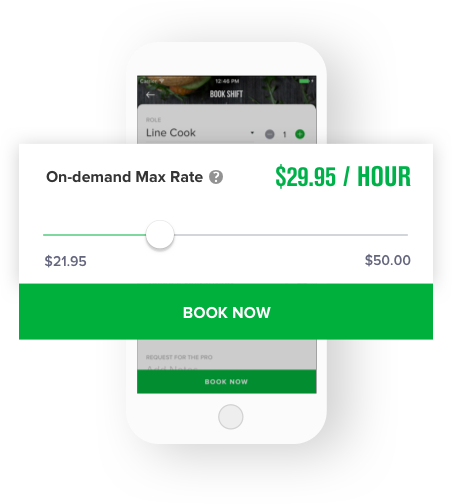 Carrier 12:48 PM
BOOK SHIFT
ROLE
Line Cook 1
On-demand Max Rate ?
$29.95 / HOUR
$21.95
$50.00
BOOK NOW
REQUEST FOR THE PRO
Add Notes
BOOK NOW